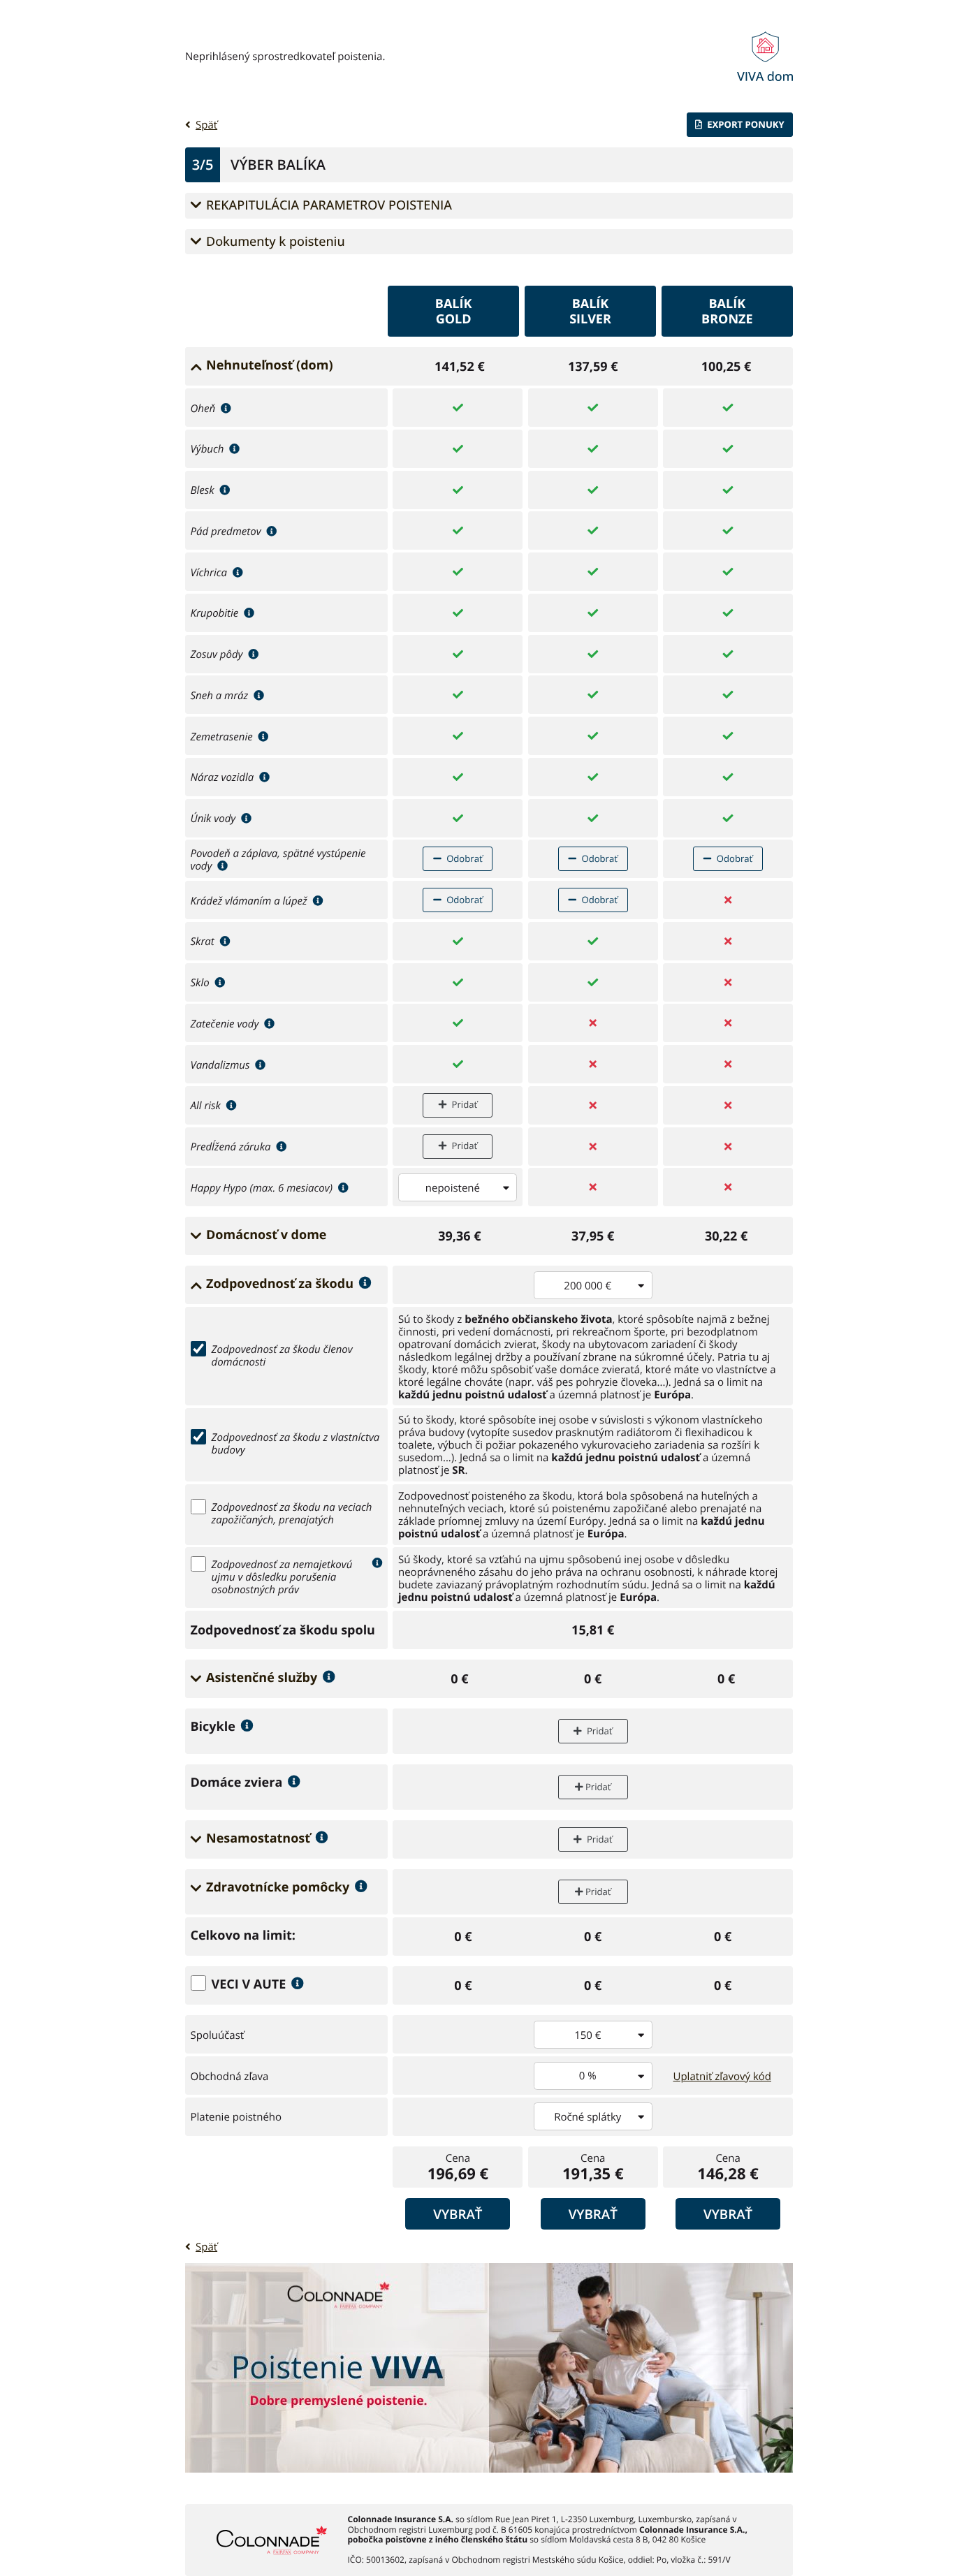 Neprihlásený sprostredkovateľ poistenia.
VIVA dom
Späť
EXPORT PONUKY
3/5 VÝBER BALÍKA
REKAPITULÁCIA PARAMETROV POISTENIA
Dokumenty k poisteniu
BALÍK GOLD
BALÍK SILVER
BALÍK BRONZE
Nehnuteľnosť (dom) 141,52 € 137,59 € 100,25 €
Oheň
Výbuch
Blesk
Pád predmetov
Víchrica
Krupobitie
Zosuv pôdy
Sneh a mráz
Zemetrasenie
Náraz vozidla
Únik vody
Povodeň a záplava, spätné vystúpenie
vody
Odobrať Odobrať Odobrať
Krádež vlámaním a lúpež Odobrať Odobrať
Skrat
Sklo
Zatečenie vody
Vandalizmus
All risk Pridať
Predĺžená záruka Pridať
Happy Hypo (max. 6 mesiacov) nepoistené
Domácnosť v dome 39,36 € 37,95 € 30,22 €
Zodpovednosť za škodu 200 000 €
Zodpovednosť za škodu členov
domácnosti
Sú to škody z bežného občianskeho života, ktoré spôsobíte najmä z bežnej
činnosti, pri vedení domácnosti, pri rekreačnom športe, pri bezodplatnom
opatrovaní domácich zvierat, škody na ubytovacom zariadení či škody
následkom legálnej držby a používaní zbrane na súkromné účely. Patria tu aj
škody, ktoré môžu spôsobiť vaše domáce zvieratá, ktoré máte vo vlastníctve a
ktoré legálne chováte (napr. váš pes pohryzie človeka...). Jedná sa o limit na
každú jednu poistnú udalosť a územná platnosť je Európa.
Zodpovednosť za škodu z vlastníctva
budovy
Sú to škody, ktoré spôsobíte inej osobe v súvislosti s výkonom vlastníckeho
práva budovy (vytopíte susedov prasknutým radiátorom či flexihadicou k
toalete, výbuch či požiar pokazeného vykurovacieho zariadenia sa rozšíri k
susedom...). Jedná sa o limit na každú jednu poistnú udalosť a územná
platnosť je SR.
Zodpovednosť za škodu na veciach
zapožičaných, prenajatých
Zodpovednosť poisteného za škodu, ktorá bola spôsobená na huteľných a
nehnuteľných veciach, ktoré sú poistenému zapožičané alebo prenajaté na
základe príomnej zmluvy na území Európy. Jedná sa o limit na každú jednu
poistnú udalosť a územná platnosť je Európa.
Zodpovednosť za nemajetkovú
ujmu v dôsledku porušenia
osobnostných práv
Sú škody, ktoré sa vzťahú na ujmu spôsobenú inej osobe v dôsledku
neoprávneného zásahu do jeho práva na ochranu osobnosti, k náhrade ktorej
budete zaviazaný právoplatným rozhodnutím súdu. Jedná sa o limit na každú
jednu poistnú udalosť a územná platnosť je Európa.
Zodpovednosť za škodu spolu 15,81 €
Asistenčné služby 0 € 0 € 0 €
Bicykle Pridať
Domáce zviera Pridať
Nesamostatnosť Pridať
Zdravotnícke pomôcky Pridať
Celkovo na limit: 0 € 0 € 0 €
VECI V AUTE 0 € 0 € 0 €
Spoluúčasť 150 €
Obchodná zľava 0 % Uplatniť zľavový kód
Platenie poistného Ročné splátky
Cena Cena Cena
196,69 € 191,35 € 146,28 €
VYBRAŤ VYBRAŤ VYBRAŤ
Späť
COLONNADE
A FAIRFAX COMPANY
Poistenie VIVA
Dobre premyslené poistenie.
COLONNADE
A FAIRFAX COMPANY
Colonnade Insurance S.A. so sídlom Rue Jean Piret 1, L-2350 Luxemburg, Luxembursko, zapísaná v
Obchodnom registri Luxemburg pod č. B 61605 konajúca prostredníctvom Colonnade Insurance S.A.,
pobočka poisťovne z iného členského štátu so sídlom Moldavská cesta 8 B, 042 80 Košice
IČO: 50013602, zapísaná v Obchodnom registri Mestského súdu Košice, oddiel: Po, vložka č.: 591/V